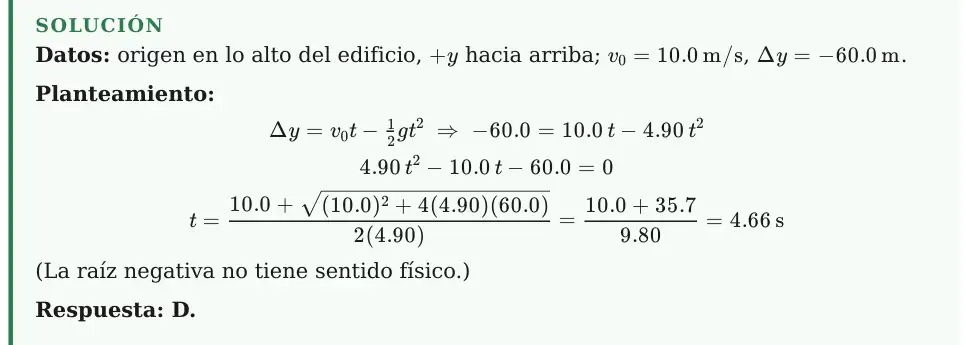 SOLUCIÓN
Datos: origen en lo alto del edificio, +y hacia arriba; v₀ = 10.0 m/s, Δy = −60.0 m.
Planteamiento:
Δy = v₀t − ½gt² ⇒ −60.0 = 10.0 t − 4.90 t²
4.90 t² − 10.0 t − 60.0 = 0
t = (10.0 + √((10.0)² + 4(4.90)(60.0))) / 2(4.90) = (10.0 + 35.7) / 9.80 = 4.66 s
(La raíz negativa no tiene sentido físico.)
Respuesta: D.